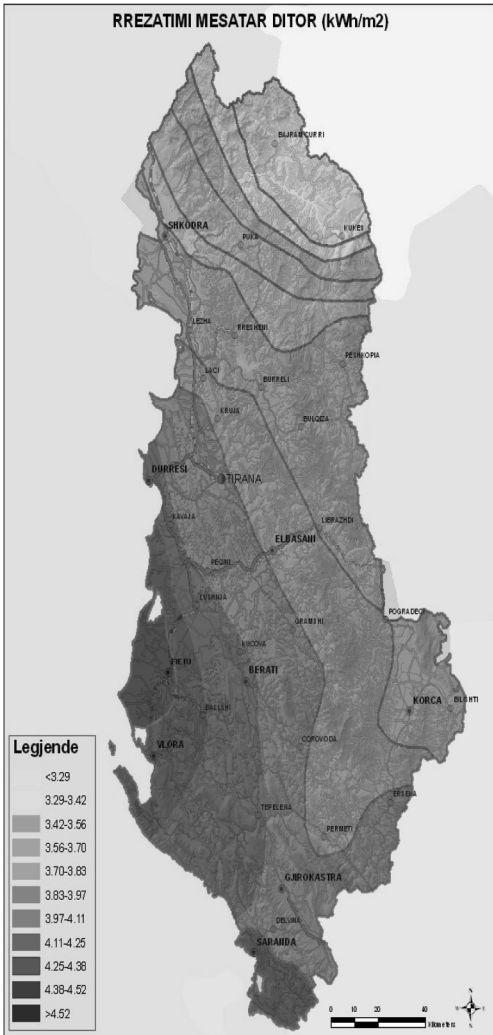 RREZATIMI MESATAR DITOR (kWh/m2)
BAJRAM CURRI
KUKES
SHKODRA
PUKA
LEZHA
RRESHENI
PESHKOPIA
LACI
BURRELI
KRUJA
BULQIZA
DURRESI
TIRANA
KAVAJA
LIBRAZHDI
ELBASANI
PEQINI
LUSHNJA
GRAMSHI
POGRADECI
KUCOVA
FIERI
BERATI
KORCA
BILISHTI
BALLSHI
VLORA
COROVODA
ERSEKA
TEPELENA
PERMETI
GJIROKASTRA
DELVINA
SARANDA
Legjende
<3.29
3.29-3.42
3.42-3.56
3.56-3.70
3.70-3.83
3.83-3.97
3.97-4.11
4.11-4.25
4.25-4.38
4.38-4.52
>4.52
0 10 20 40
Kilometers